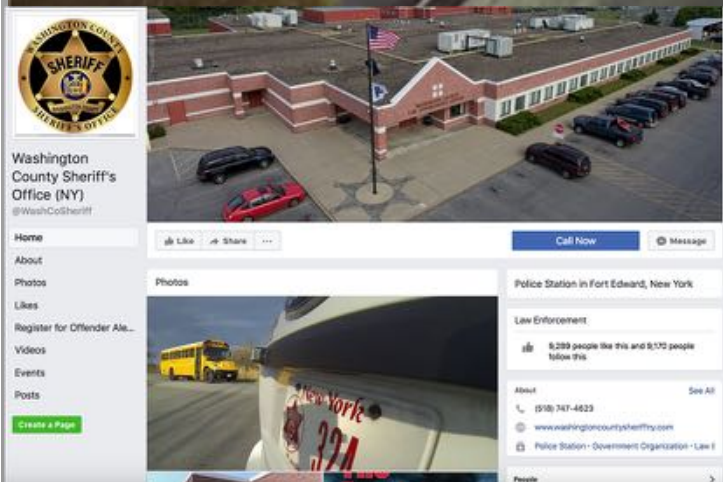 WASHINGTON COUNTY
SHERIFF
SHERIFF'S OFFICE
Washington
County Sheriff's
Office (NY)
@WashCoSheriff
Home
About
Photos
Likes
Register for Offender Ale...
Videos
Events
Posts
Create a Page
Like
Share
...
Call Now
Message
Photos
New York
324
Police Station in Fort Edward, New York
Law Enforcement
9,289 people like this and 9,172 people
follow this
About
See All
(518) 747-4623
www.washingtoncountysheriffny.com
Police Station · Government Organization · Law E
People